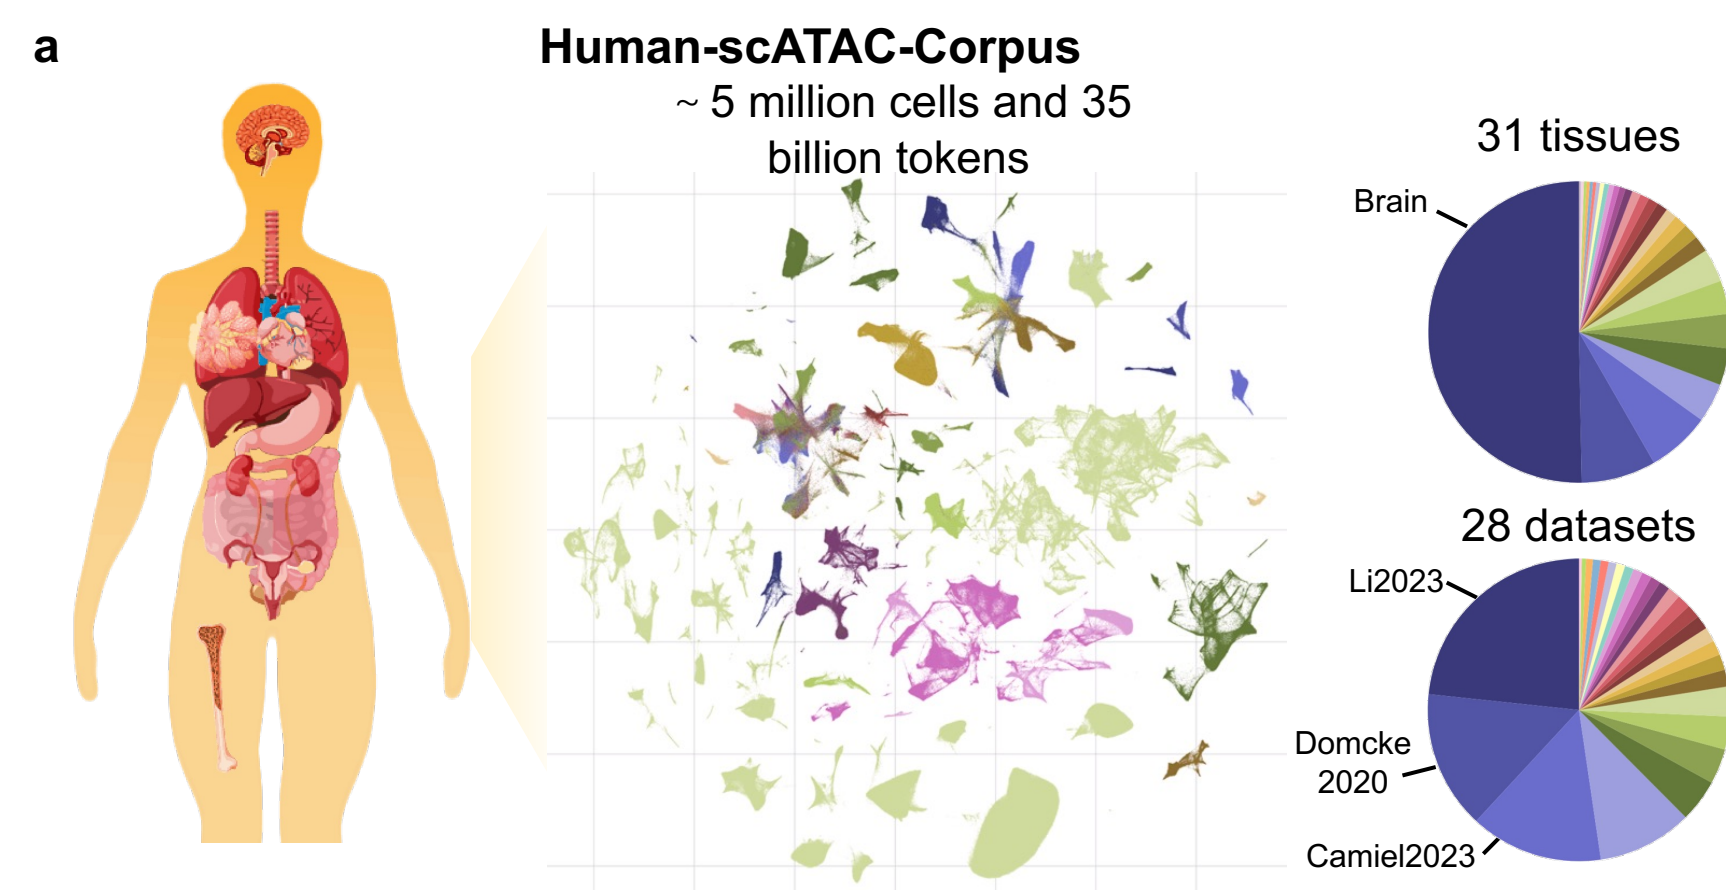 a
Human-scATAC-Corpus
~ 5 million cells and 35
billion tokens
31 tissues
Brain
28 datasets
Li2023
Domcke
2020
Camiel2023